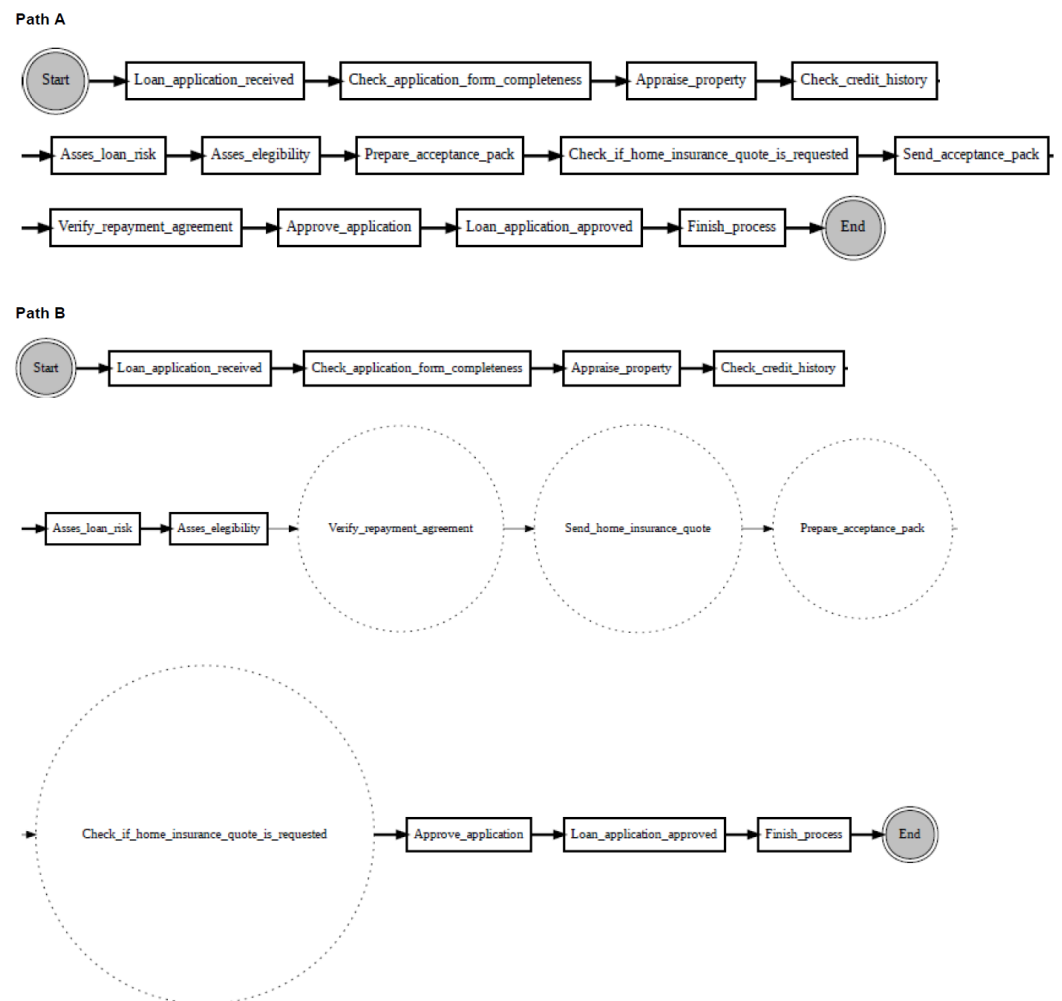 Path A
Start Loan_application_received Check_application_form_completeness Appraise_property Check_credit_history
Asses_loan_risk Asses_elegibility Prepare_acceptance_pack Check_if_home_insurance_quote_is_requested Send_acceptance_pack
Verify_repayment_agreement Approve_application Loan_application_approved Finish_process End
Path B
Start Loan_application_received Check_application_form_completeness Appraise_property Check_credit_history
Asses_loan_risk Asses_elegibility Verify_repayment_agreement Send_home_insurance_quote Prepare_acceptance_pack
Check_if_home_insurance_quote_is_requested Approve_application Loan_application_approved Finish_process End